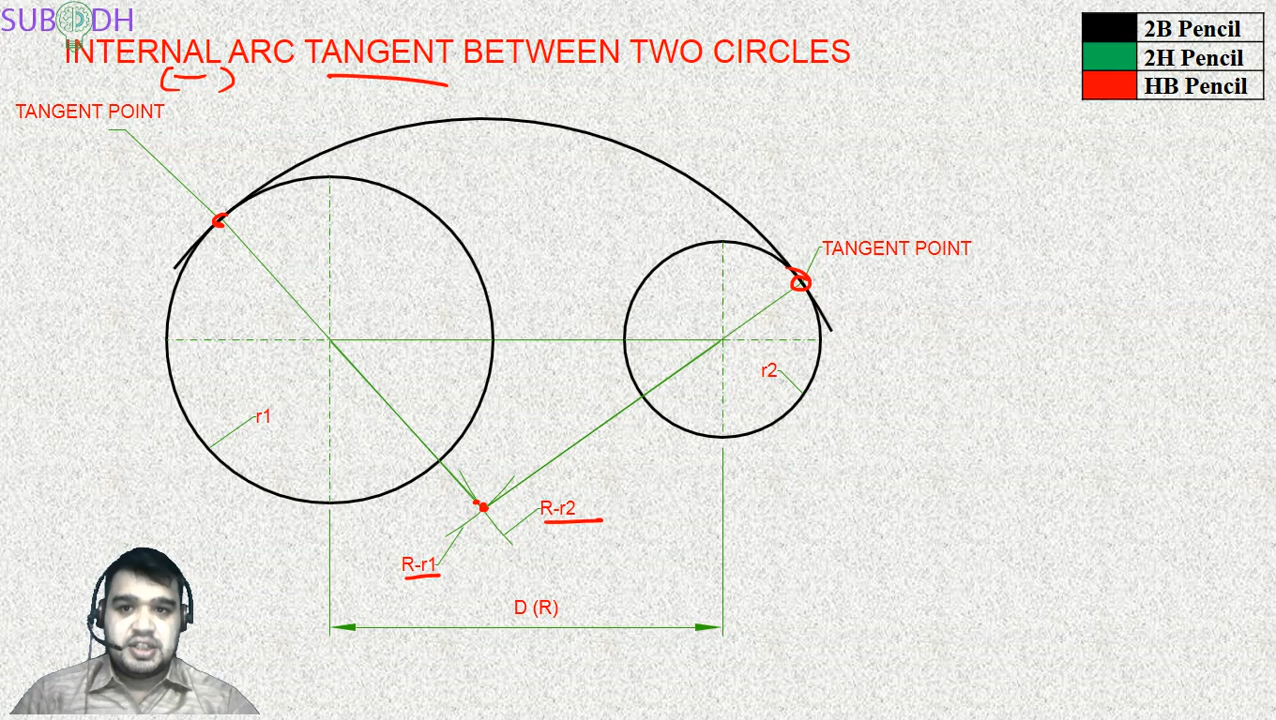 SUBODH
INTERNAL ARC TANGENT BETWEEN TWO CIRCLES
2B Pencil
2H Pencil
HB Pencil
TANGENT POINT
TANGENT POINT
r2
r1
R-r2
R-r1
D (R)